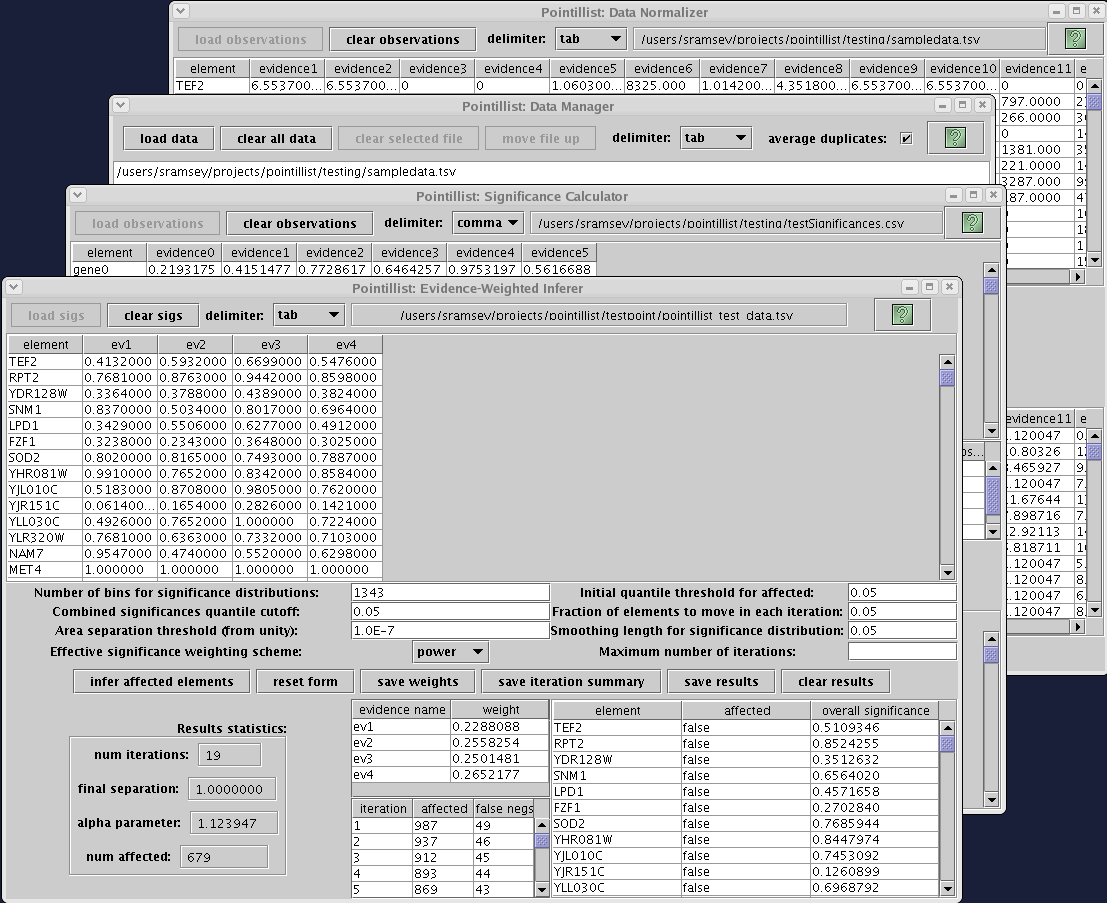 Pointillist: Data Normalizer
load observations clear observations delimiter: tab /users/sramsey/projects/pointillist/testing/sampledata.tsv
element evidence1 evidence2 evidence3 evidence4 evidence5 evidence6 evidence7 evidence8 evidence9 evidence10 evidence11 e
TEF2 6.553700... 6.553700... 0 0 1.060300... 8325.000 1.014200... 4.351800... 6.553700... 6.553700... 0 0
797.0000
266.0000
0
1381.000
221.0000
3287.000
187.0000
Pointillist: Data Manager
load data clear all data clear selected file move file up delimiter: tab average duplicates:
/users/sramsey/projects/pointillist/testing/sampledata.tsv
Pointillist: Significance Calculator
load observations clear observations delimiter: comma /users/sramsey/projects/pointillist/testing/testSignificances.csv
element evidence0 evidence1 evidence2 evidence3 evidence4 evidence5
gene0 0.2193175 0.4151477 0.7728617 0.6464257 0.9753197 0.5616688
evidence11 e
.120047 0.
0.80326
.465927 9.
.120047 7.
1.67644
.898716 7.
2.92113
.818711
.120047 5.
.120047 8.
.120047 6.
.120047 8.
Pointillist: Evidence-Weighted Inferer
load sigs clear sigs delimiter: tab /users/sramsey/projects/pointillist/testpoint/pointillist_test_data.tsv
element ev1 ev2 ev3 ev4
TEF2 0.4132000 0.5932000 0.6699000 0.5476000
RPT2 0.7681000 0.8763000 0.9442000 0.8598000
YDR128W 0.3364000 0.3788000 0.4389000 0.3824000
SNM1 0.8370000 0.5034000 0.8017000 0.6964000
LPD1 0.3429000 0.5506000 0.6277000 0.4912000
FZF1 0.3238000 0.2343000 0.3648000 0.3025000
SOD2 0.8020000 0.8165000 0.7493000 0.7887000
YHR081W 0.9910000 0.7652000 0.8342000 0.8584000
YJL010C 0.5183000 0.8708000 0.9805000 0.7620000
YJR151C 0.061400... 0.1654000 0.2826000 0.1421000
YLL030C 0.4926000 0.7652000 1.000000 0.7224000
YLR320W 0.7681000 0.6363000 0.7332000 0.7103000
NAM7 0.9547000 0.4740000 0.5520000 0.6298000
MET4 1.000000 1.000000 1.000000 1.000000
Number of bins for significance distributions: 1343 Initial quantile threshold for affected: 0.05
Combined significances quantile cutoff: 0.05 Fraction of elements to move in each iteration: 0.05
Area separation threshold (from unity): 1.0E-7 Smoothing length for significance distribution: 0.05
Effective significance weighting scheme: power Maximum number of iterations:
infer affected elements reset form save weights save iteration summary save results clear results
Results statistics:
num iterations: 19
final separation: 1.0000000
alpha parameter: 1.123947
num affected: 679
evidence name weight
ev1 0.2288088
ev2 0.2558254
ev3 0.2501481
ev4 0.2652177
iteration affected false negs
1 987 49
2 937 46
3 912 45
4 893 44
5 869 43
element affected overall significance
TEF2 false 0.5109346
RPT2 false 0.8524255
YDR128W false 0.3512632
SNM1 false 0.6564020
LPD1 false 0.4571658
FZF1 false 0.2702840
SOD2 false 0.7685944
YHR081W false 0.8447974
YJL010C false 0.7453092
YJR151C false 0.1260899
YLL030C false 0.6968792